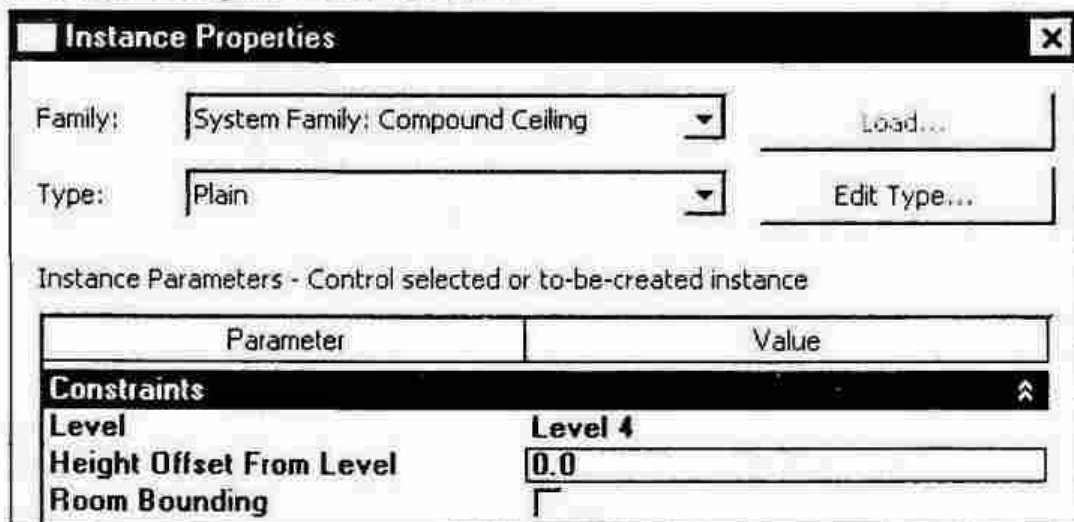 Instance Properties
Family: System Family: Compound Ceiling Load...
Type: Plain Edit Type...
Instance Parameters - Control selected or to-be-created instance
Parameter Value
Constraints
Level Level 4
Height Offset From Level 0.0
Room Bounding